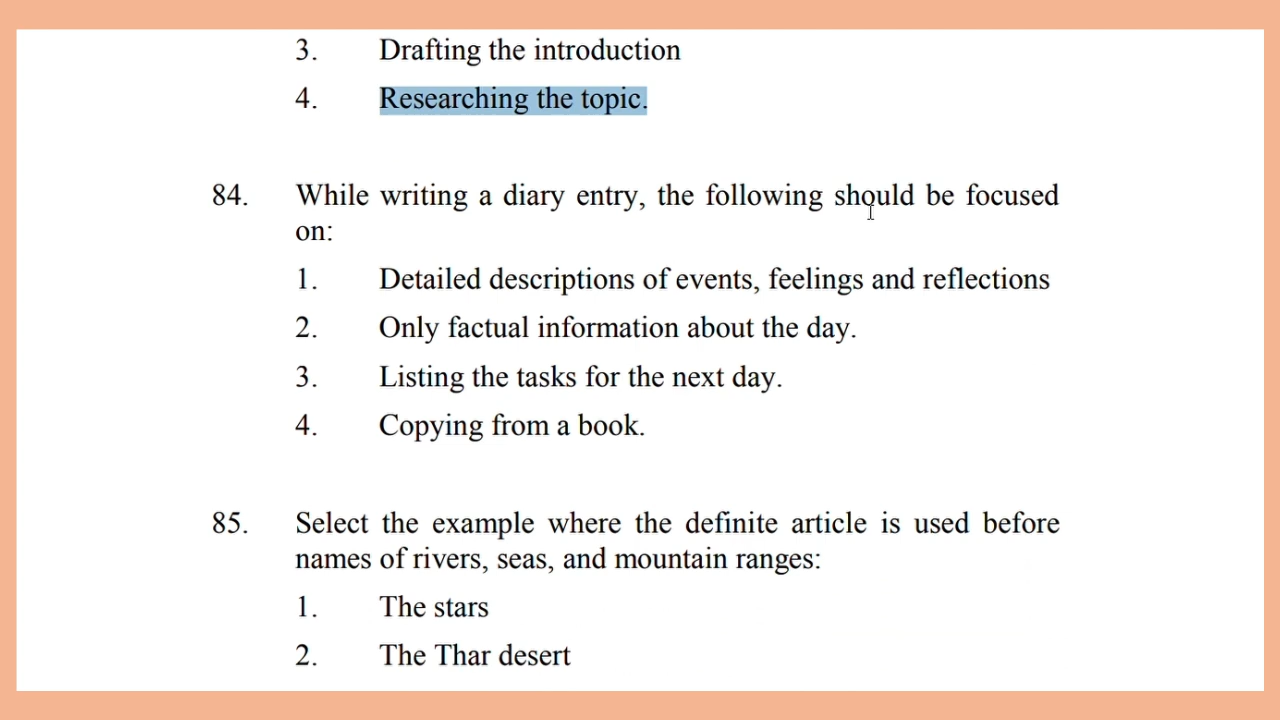 3. Drafting the introduction
4. Researching the topic.
84. While writing a diary entry, the following should be focused
on:
1. Detailed descriptions of events, feelings and reflections
2. Only factual information about the day.
3. Listing the tasks for the next day.
4. Copying from a book.
85. Select the example where the definite article is used before
names of rivers, seas, and mountain ranges:
1. The stars
2. The Thar desert